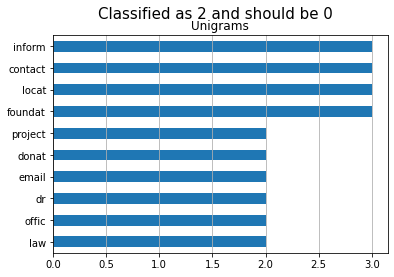 Classified as 2 and should be 0
Unigrams
inform
contact
locat
foundat
project
donat
email
dr
offic
law
0.0 0.5 1.0 1.5 2.0 2.5 3.0